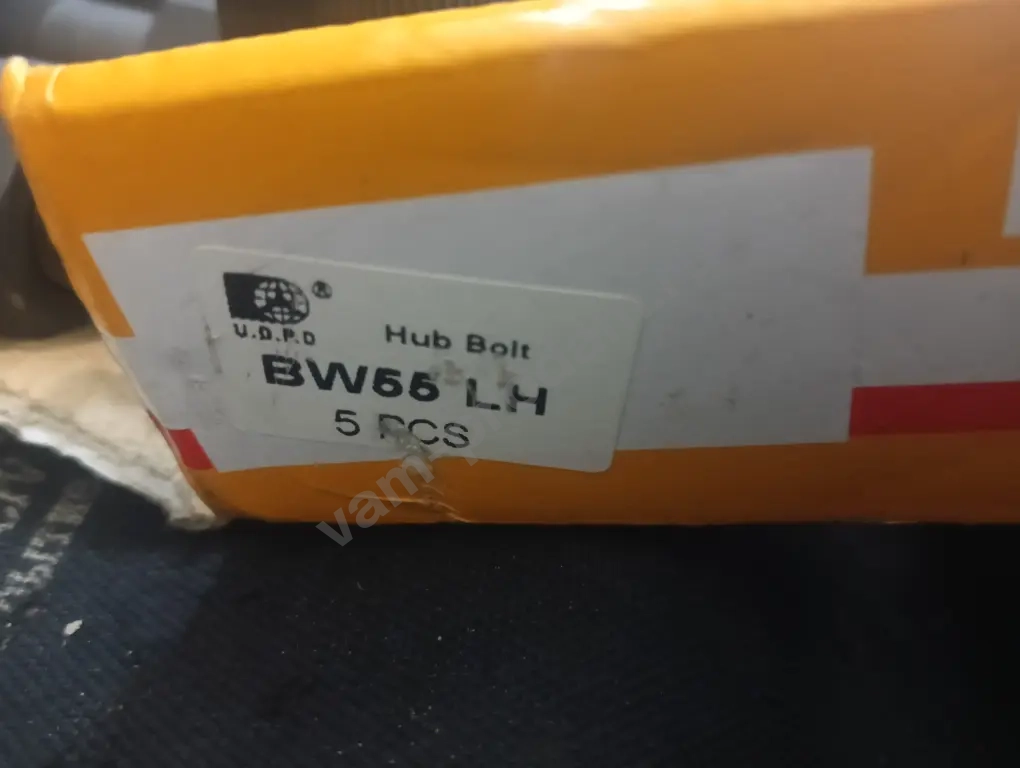 ®
U.D.P.D
Hub Bolt
BW55 LH
5 PCS